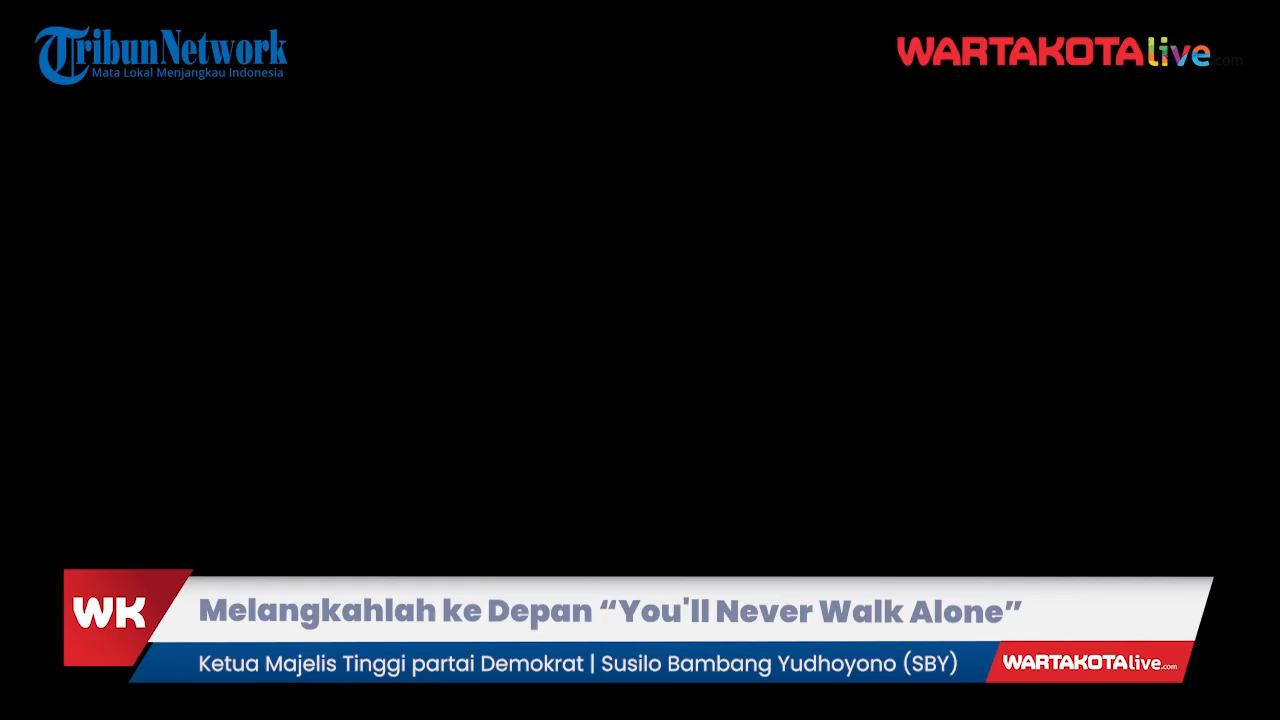 TribunNetwork
Mata Lokal Menjangkau Indonesia
WARTAKOTAlive.com
WK
Melangkahlah ke Depan “You'll Never Walk Alone”
Ketua Majelis Tinggi partai Demokrat | Susilo Bambang Yudhoyono (SBY)
WARTAKOTAlive.com